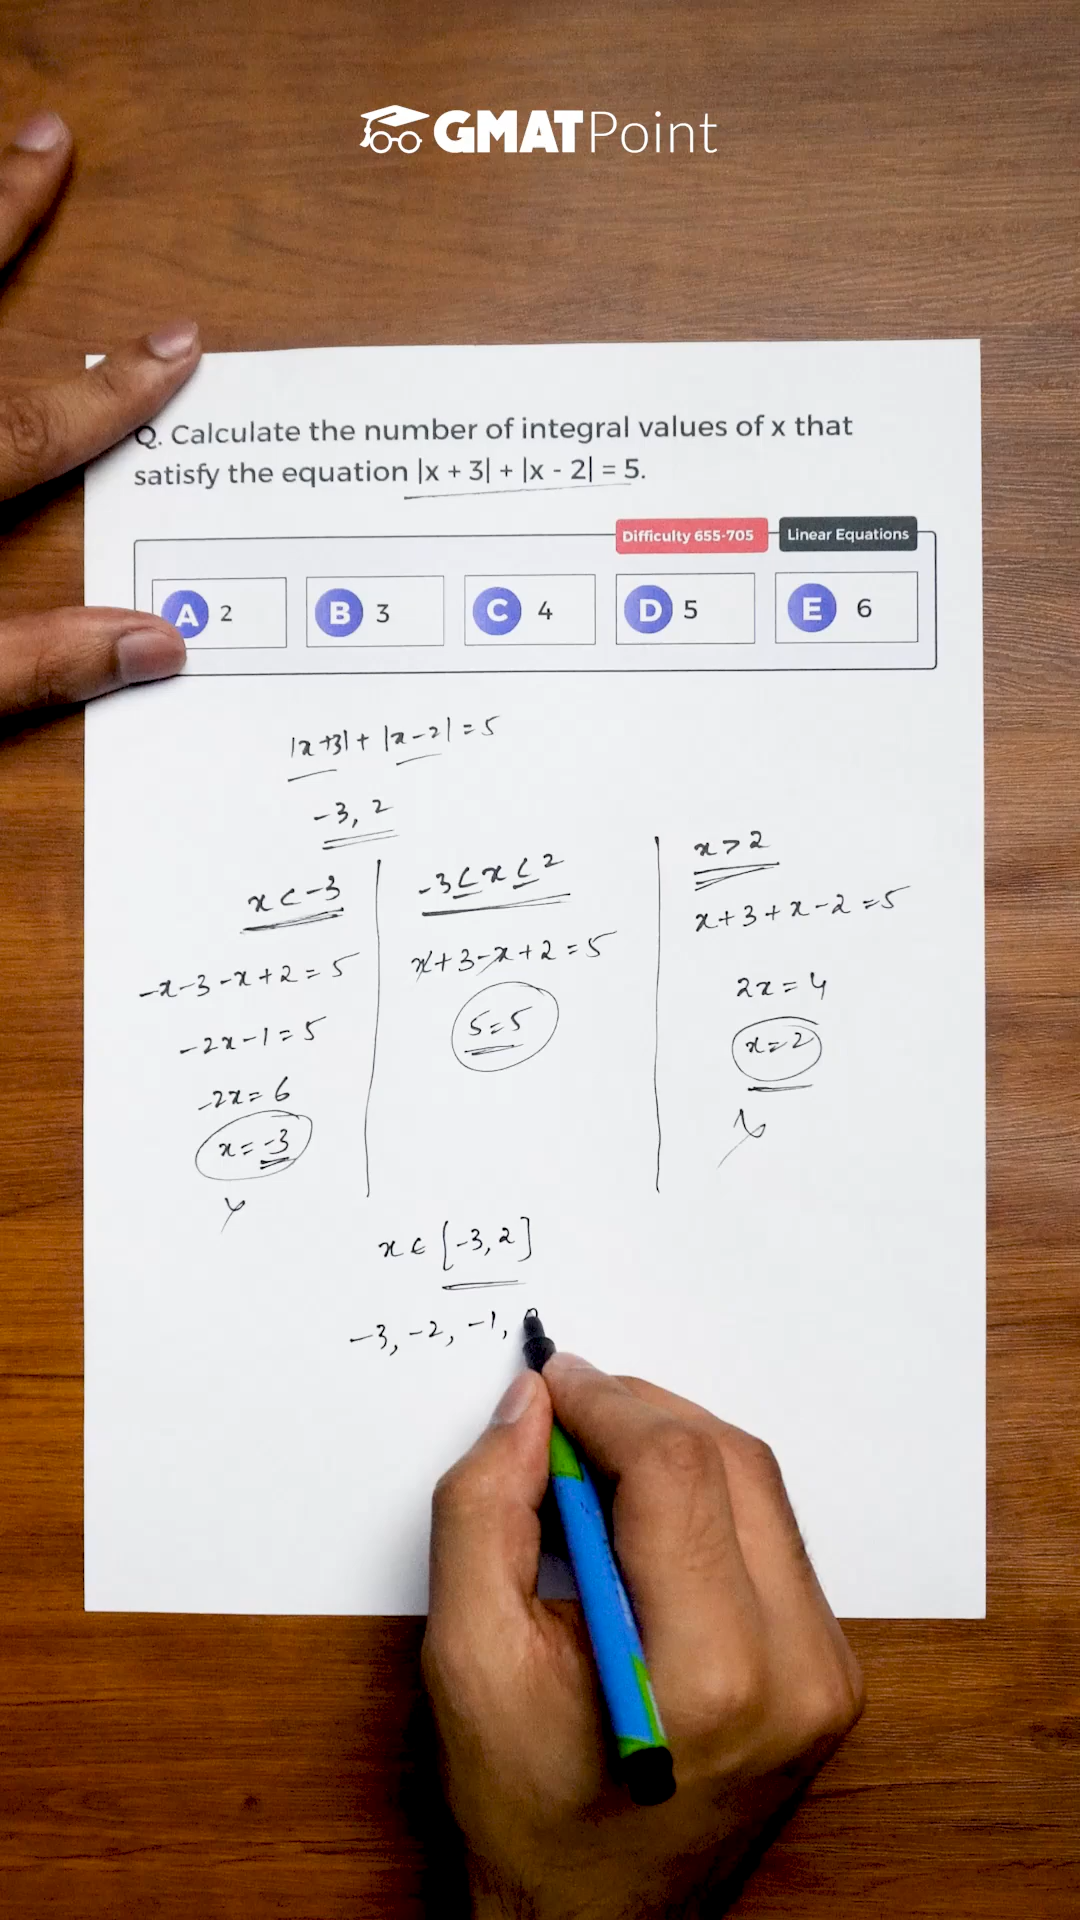 GMATPoint
Q. Calculate the number of integral values of x that
satisfy the equation |x + 3| + |x - 2| = 5.
Difficulty 655-705
Linear Equations
A 2
B 3
C 4
D 5
E 6
|x+3| + |x-2| = 5
-3, 2
x < -3
-x-3-x+2 = 5
-2x-1 = 5
-2x = 6
x = -3
-3 ≤ x ≤ 2
x+3-x+2 = 5
5 = 5
x > 2
x+3+x-2 = 5
2x = 4
x = 2
x ∈ [-3, 2]
-3, -2, -1,